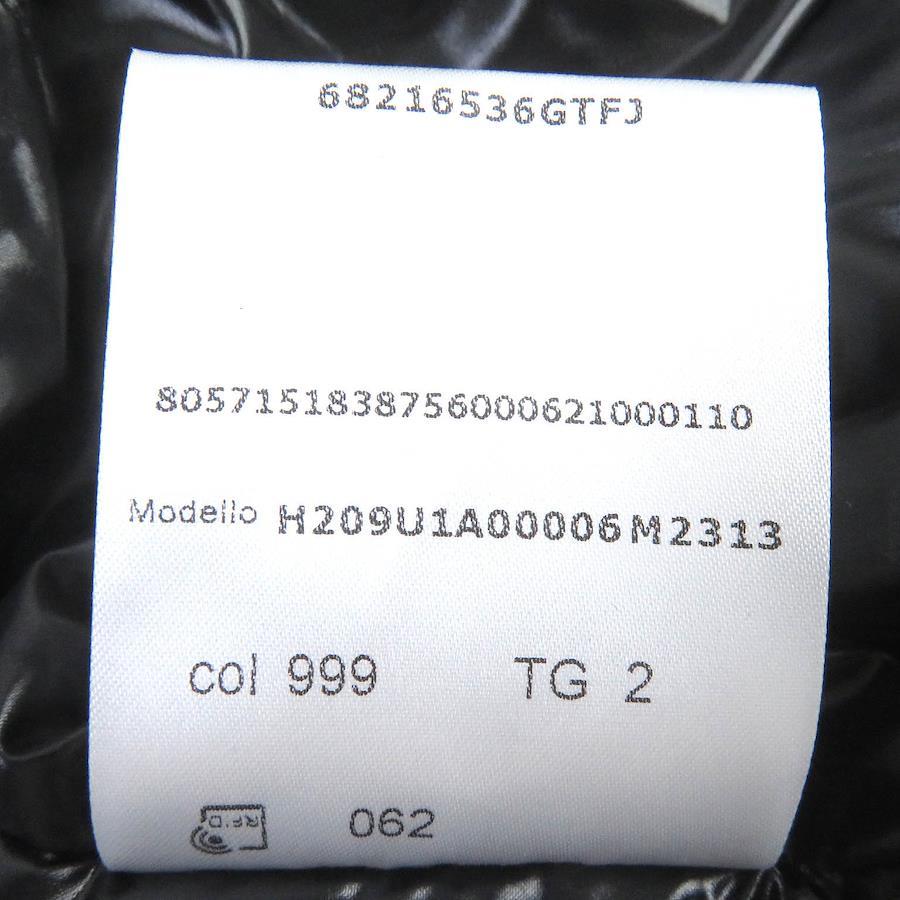 68216536GTFJ
8057151838756000621000110
Modello H209U1A00006M2313
col 999 TG 2
RFID 062